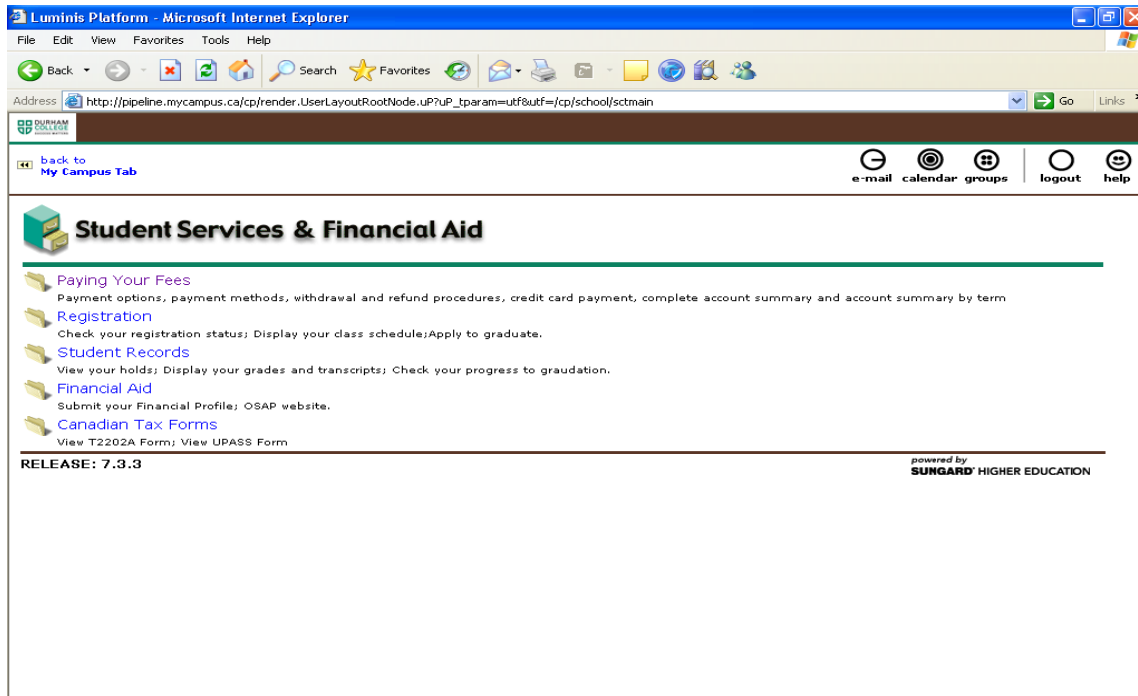 Luminis Platform - Microsoft Internet Explorer
File Edit View Favorites Tools Help
Back Search Favorites
Address http://pipeline.mycampus.ca/cp/render.UserLayoutRootNode.uP?uP_tparam=utf&utf=/cp/school/sctmain Go Links
DURHAM
COLLEGE
back to
My Campus Tab
e-mail calendar groups logout help
Student Services & Financial Aid
Paying Your Fees
Payment options, payment methods, withdrawal and refund procedures, credit card payment, complete account summary and account summary by term
Registration
Check your registration status; Display your class schedule;Apply to graduate.
Student Records
View your holds; Display your grades and transcripts; Check your progress to graudation.
Financial Aid
Submit your Financial Profile; OSAP website.
Canadian Tax Forms
View T2202A Form; View UPASS Form
RELEASE: 7.3.3
powered by
SUNGARD' HIGHER EDUCATION